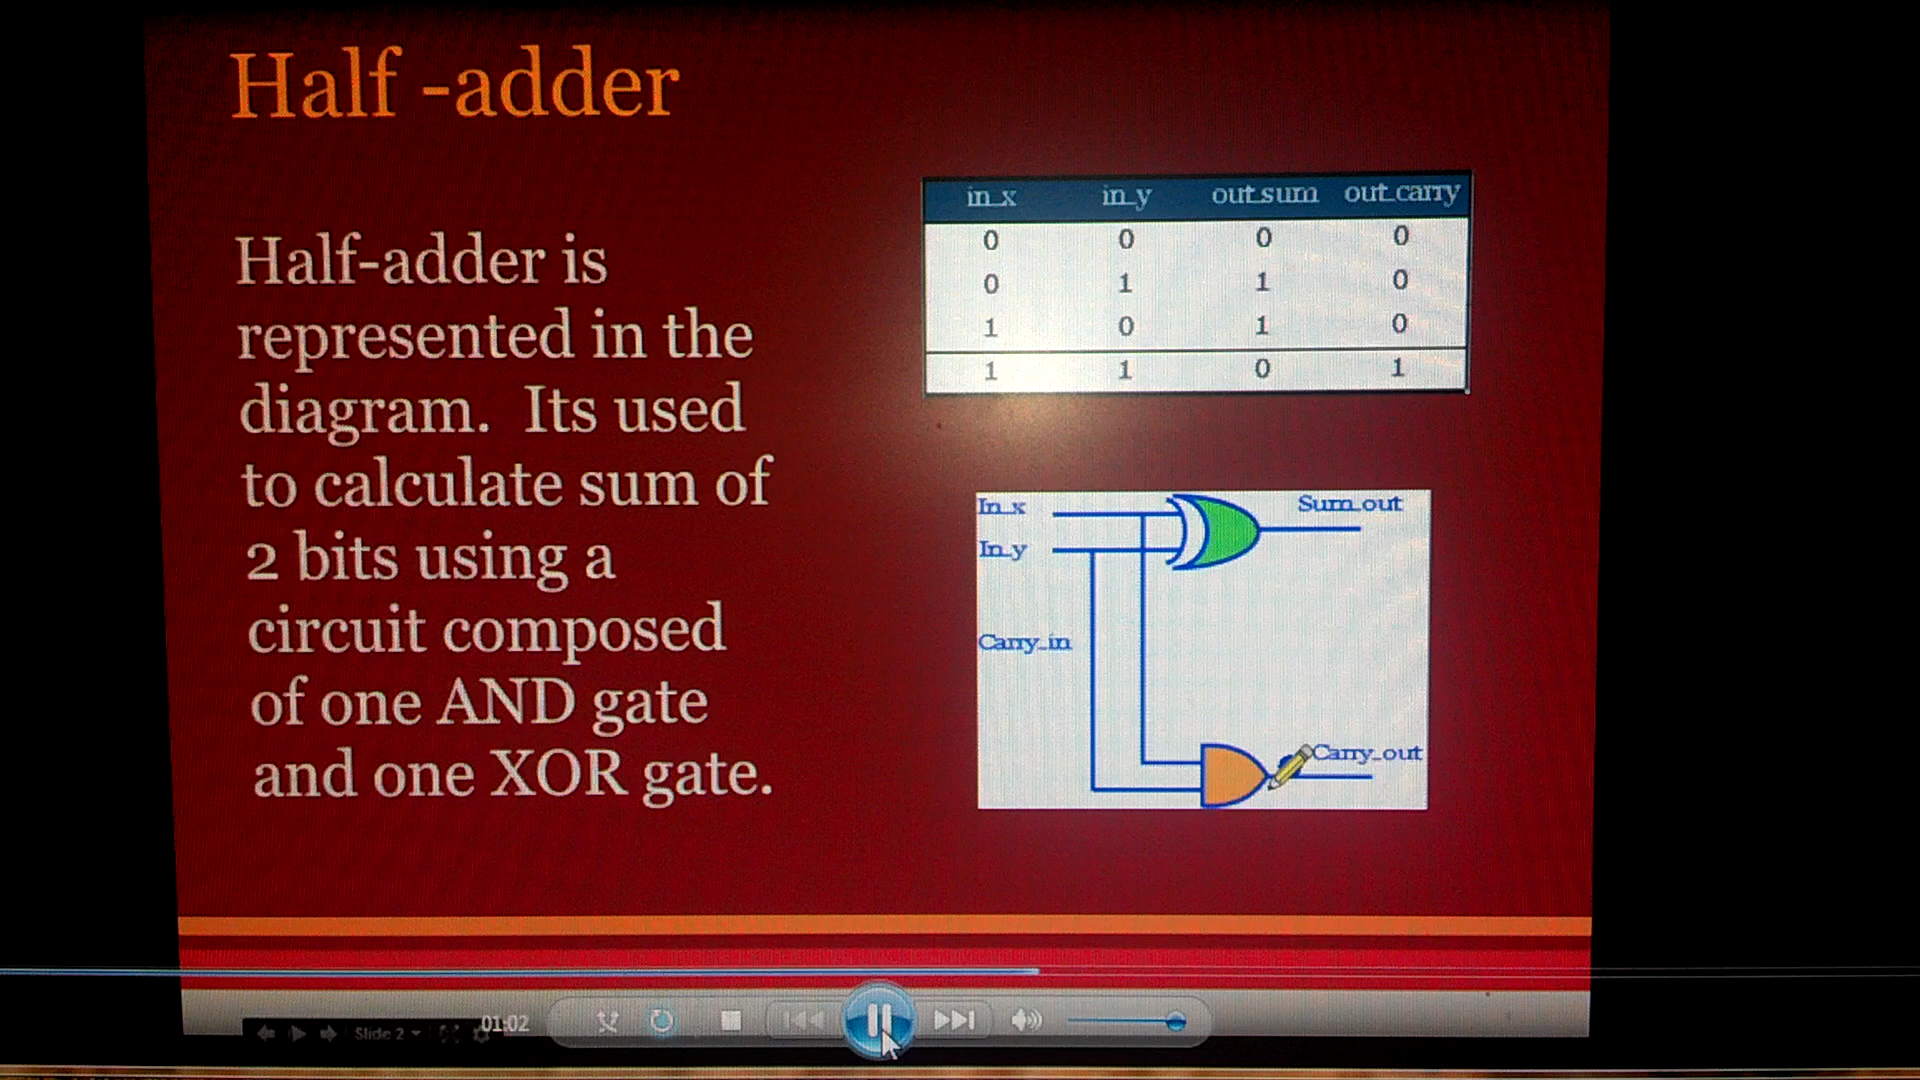 Half -adder
Half-adder is
represented in the
diagram. Its used
to calculate sum of
2 bits using a
circuit composed
of one AND gate
and one XOR gate.
in_x in_y out_sum out_carry
0 0 0 0
0 1 1 0
1 0 1 0
1 1 0 1
In_x
Sum_out
In_y
Carry_in
Carry_out
Slide 2
01:02